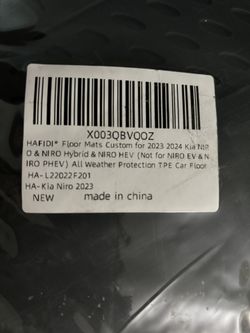 X003QBVQOZ
HAFIDI* Floor Mats Custom for 2023 2024 Kia NIR
O & NIRO Hybrid & NIRO HEV (Not for NIRO EV & N
IRO PHEV) All Weather Protection TPE Car Floor
HA-L22022F201
HA-Kia Niro 2023
NEW made in china